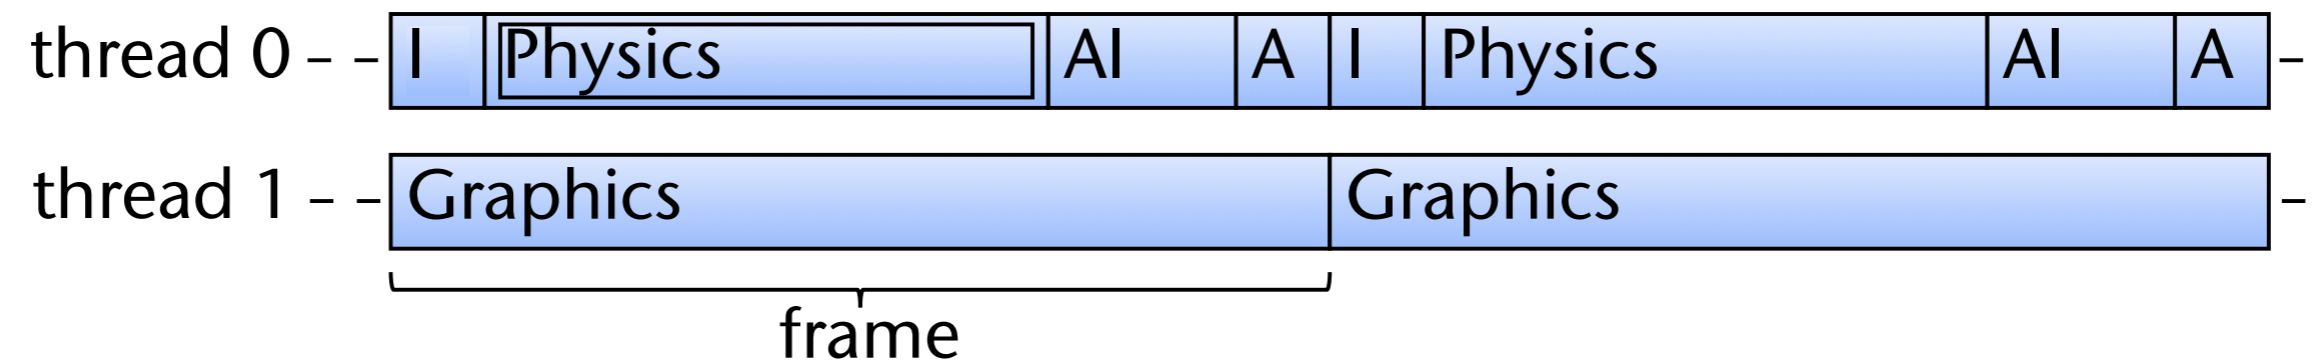 thread 0 - - I Physics AI A I Physics AI A -
thread 1 - - Graphics Graphics -
frame